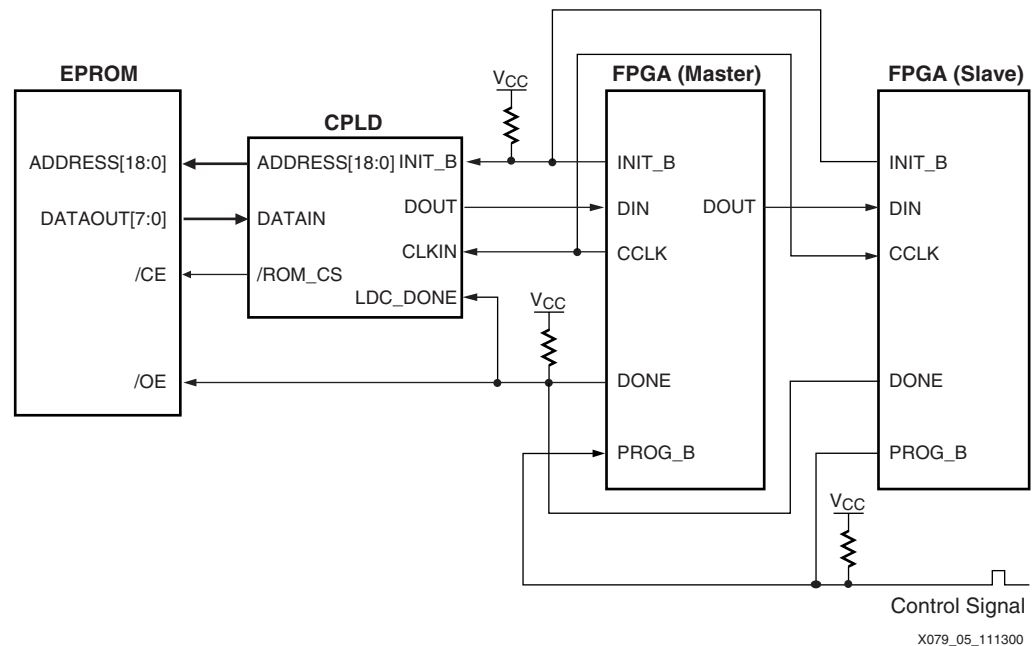 EPROM
ADDRESS[18:0]
DATAOUT[7:0]
/CE
/OE
CPLD
ADDRESS[18:0] INIT_B
DOUT
DATAIN
CLKIN
/ROM_CS
LDC_DONE
VCC
VCC
FPGA (Master)
INIT_B
DIN DOUT
CCLK
DONE
PROG_B
FPGA (Slave)
INIT_B
DIN
CCLK
DONE
PROG_B
VCC
Control Signal
X079_05_111300